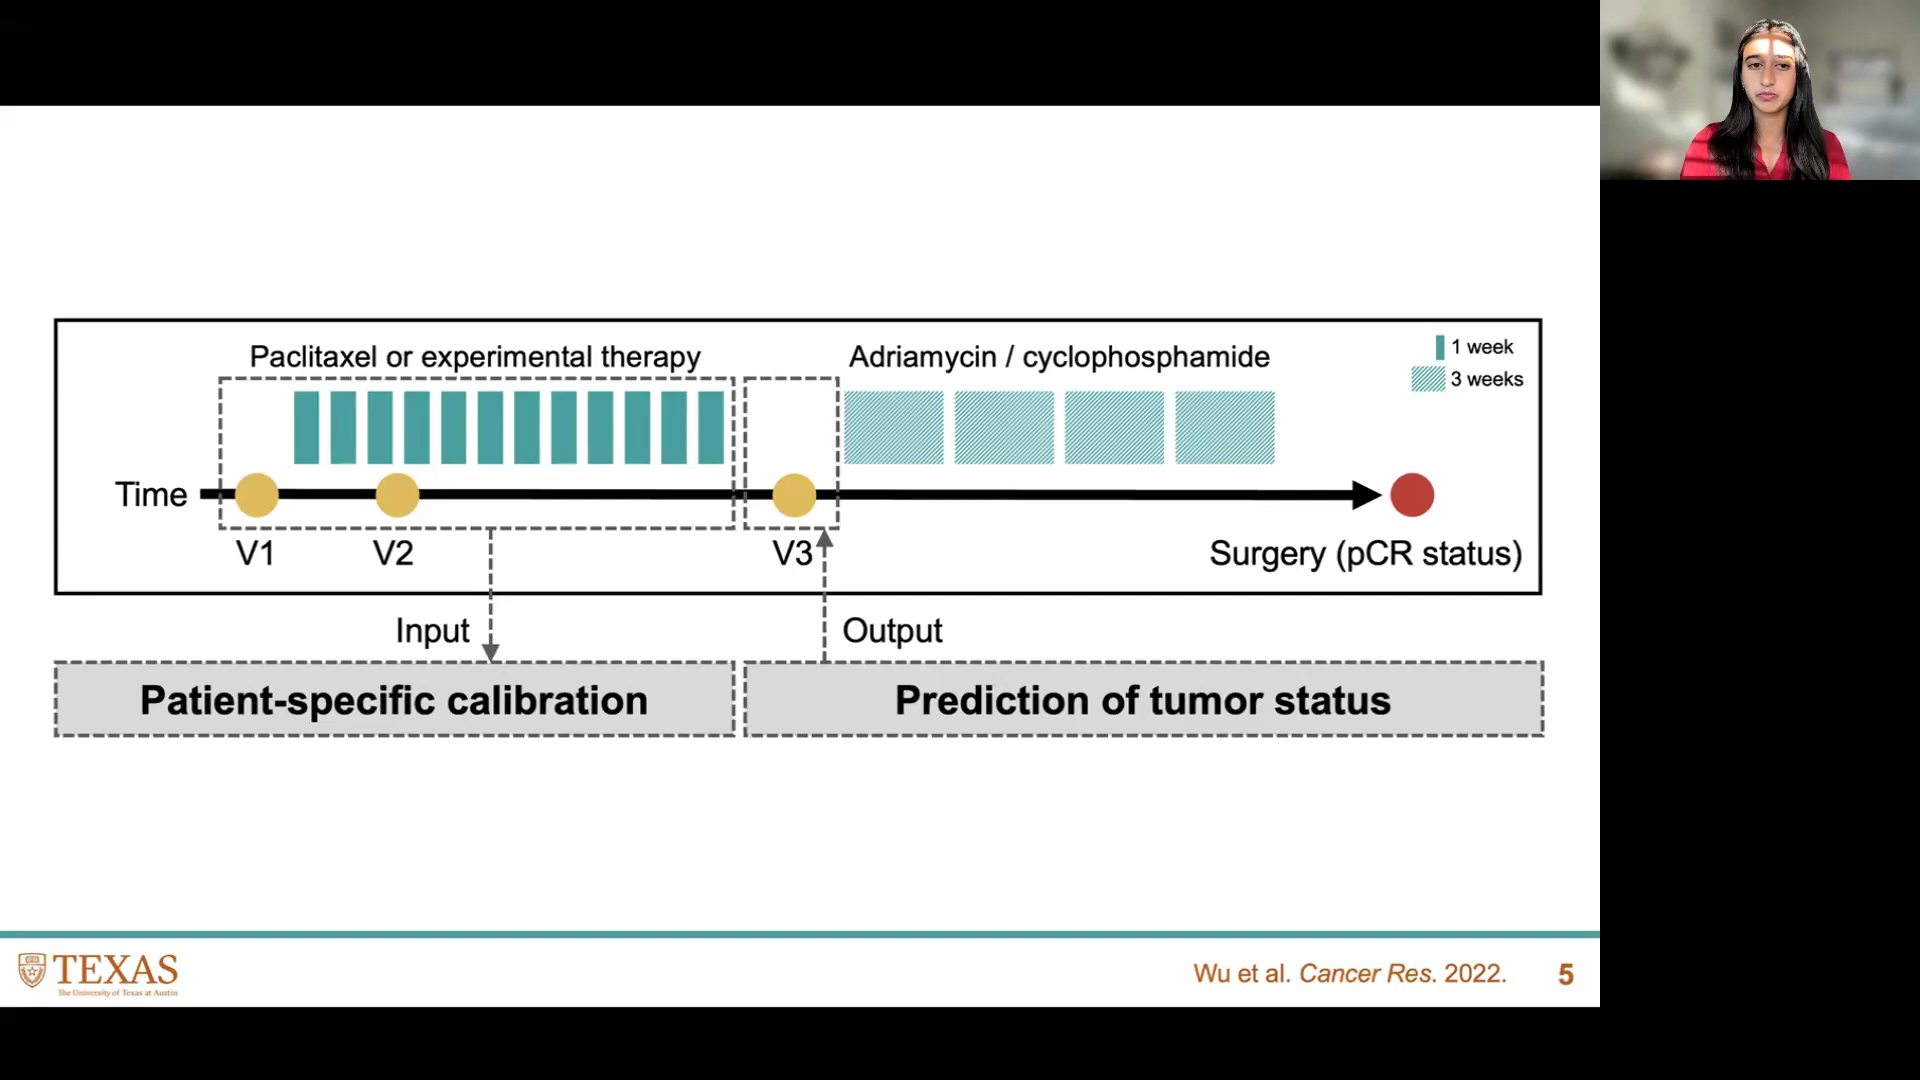 Paclitaxel or experimental therapy
Adriamycin / cyclophosphamide
1 week
3 weeks
Time
V1
V2
V3
Surgery (pCR status)
Input
Output
Patient-specific calibration
Prediction of tumor status
TEXAS
The University of Texas at Austin
Wu et al. Cancer Res. 2022.
5